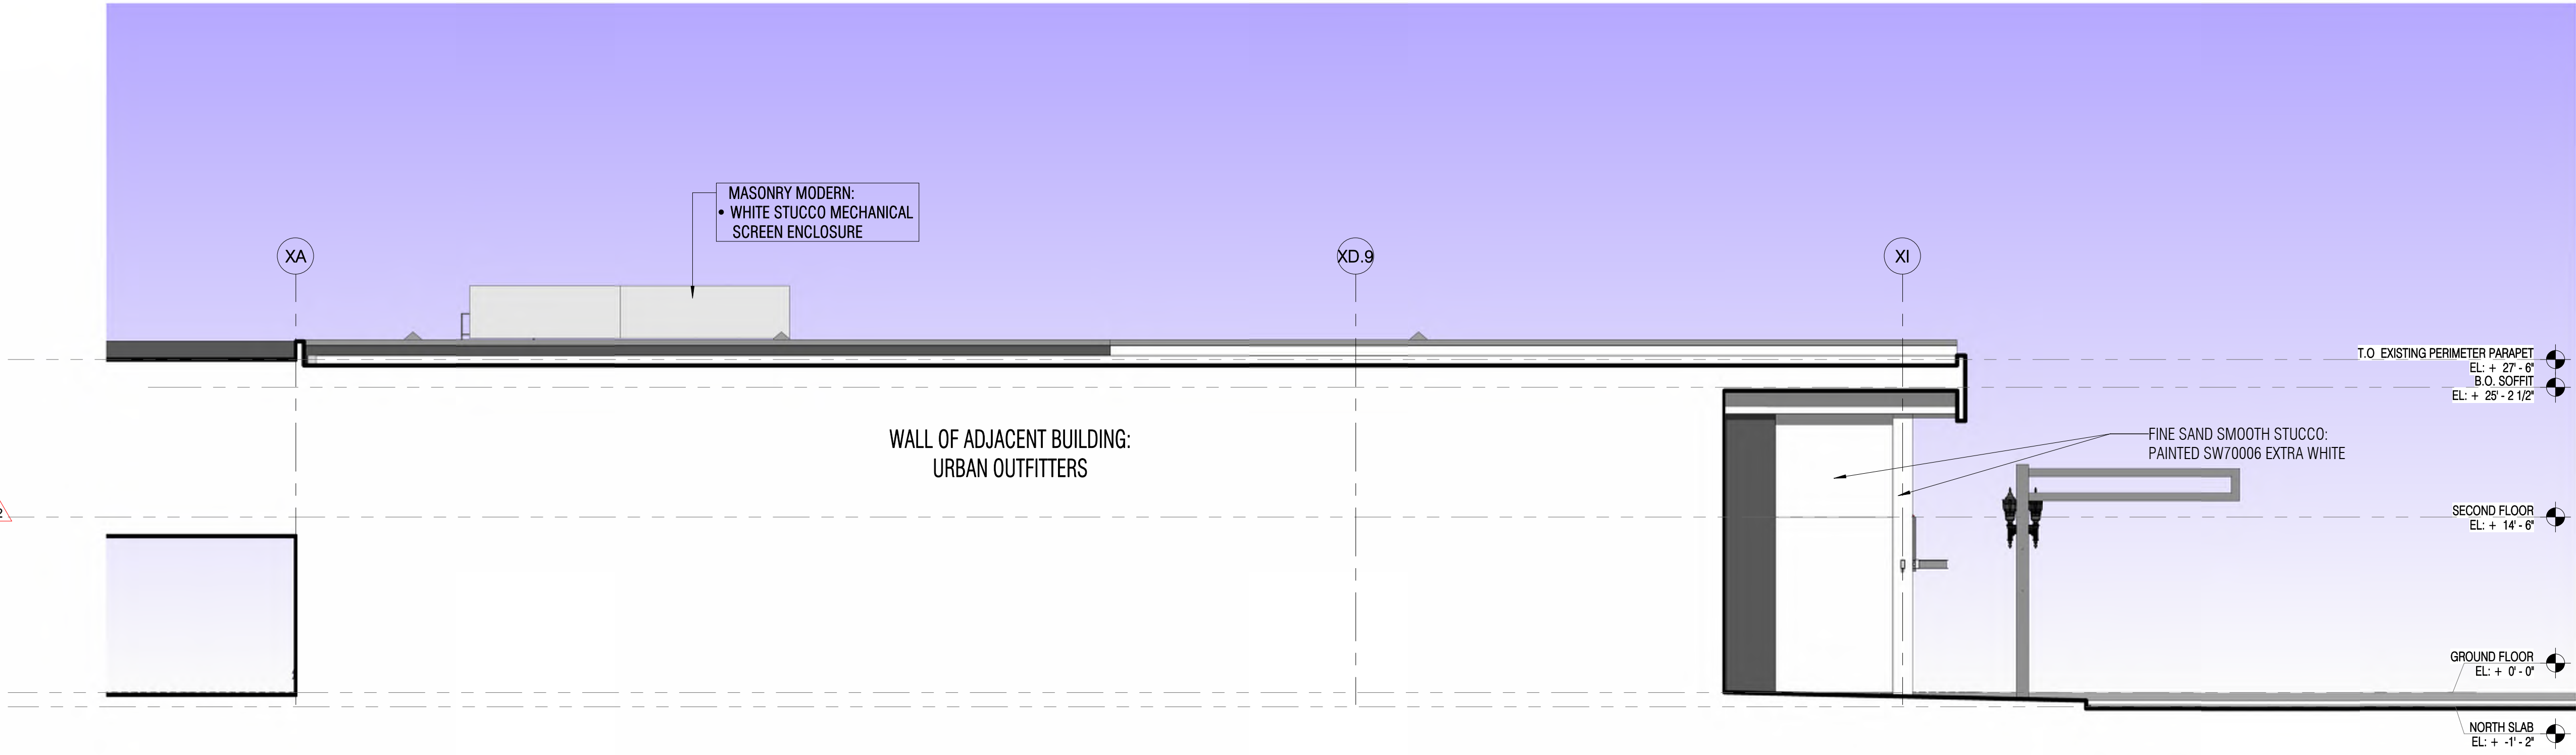 MASONRY MODERN:
• WHITE STUCCO MECHANICAL
SCREEN ENCLOSURE
XA
XD.9
XI
T.O EXISTING PERIMETER PARAPET
EL: + 27' - 6"
B.O. SOFFIT
EL: + 25' - 2 1/2"
WALL OF ADJACENT BUILDING:
URBAN OUTFITTERS
FINE SAND SMOOTH STUCCO:
PAINTED SW70006 EXTRA WHITE
2
SECOND FLOOR
EL: + 14' - 6"
GROUND FLOOR
EL: + 0' - 0"
NORTH SLAB
EL: + -1' - 2"